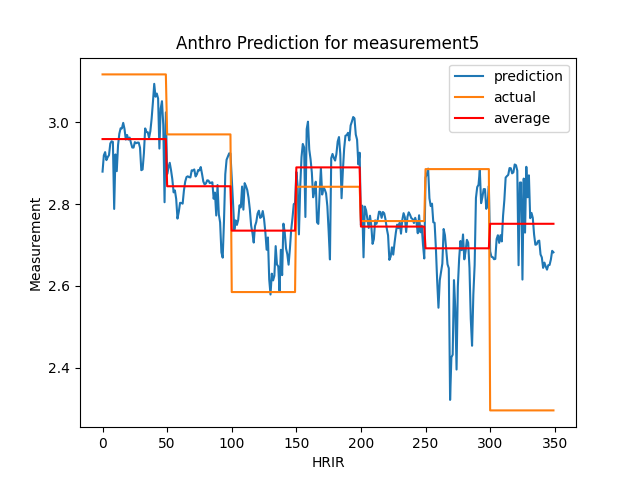 Anthro Prediction for measurement5
prediction
actual
average
3.0
2.8
2.6
2.4
Measurement
0 50 100 150 200 250 300 350
HRIR